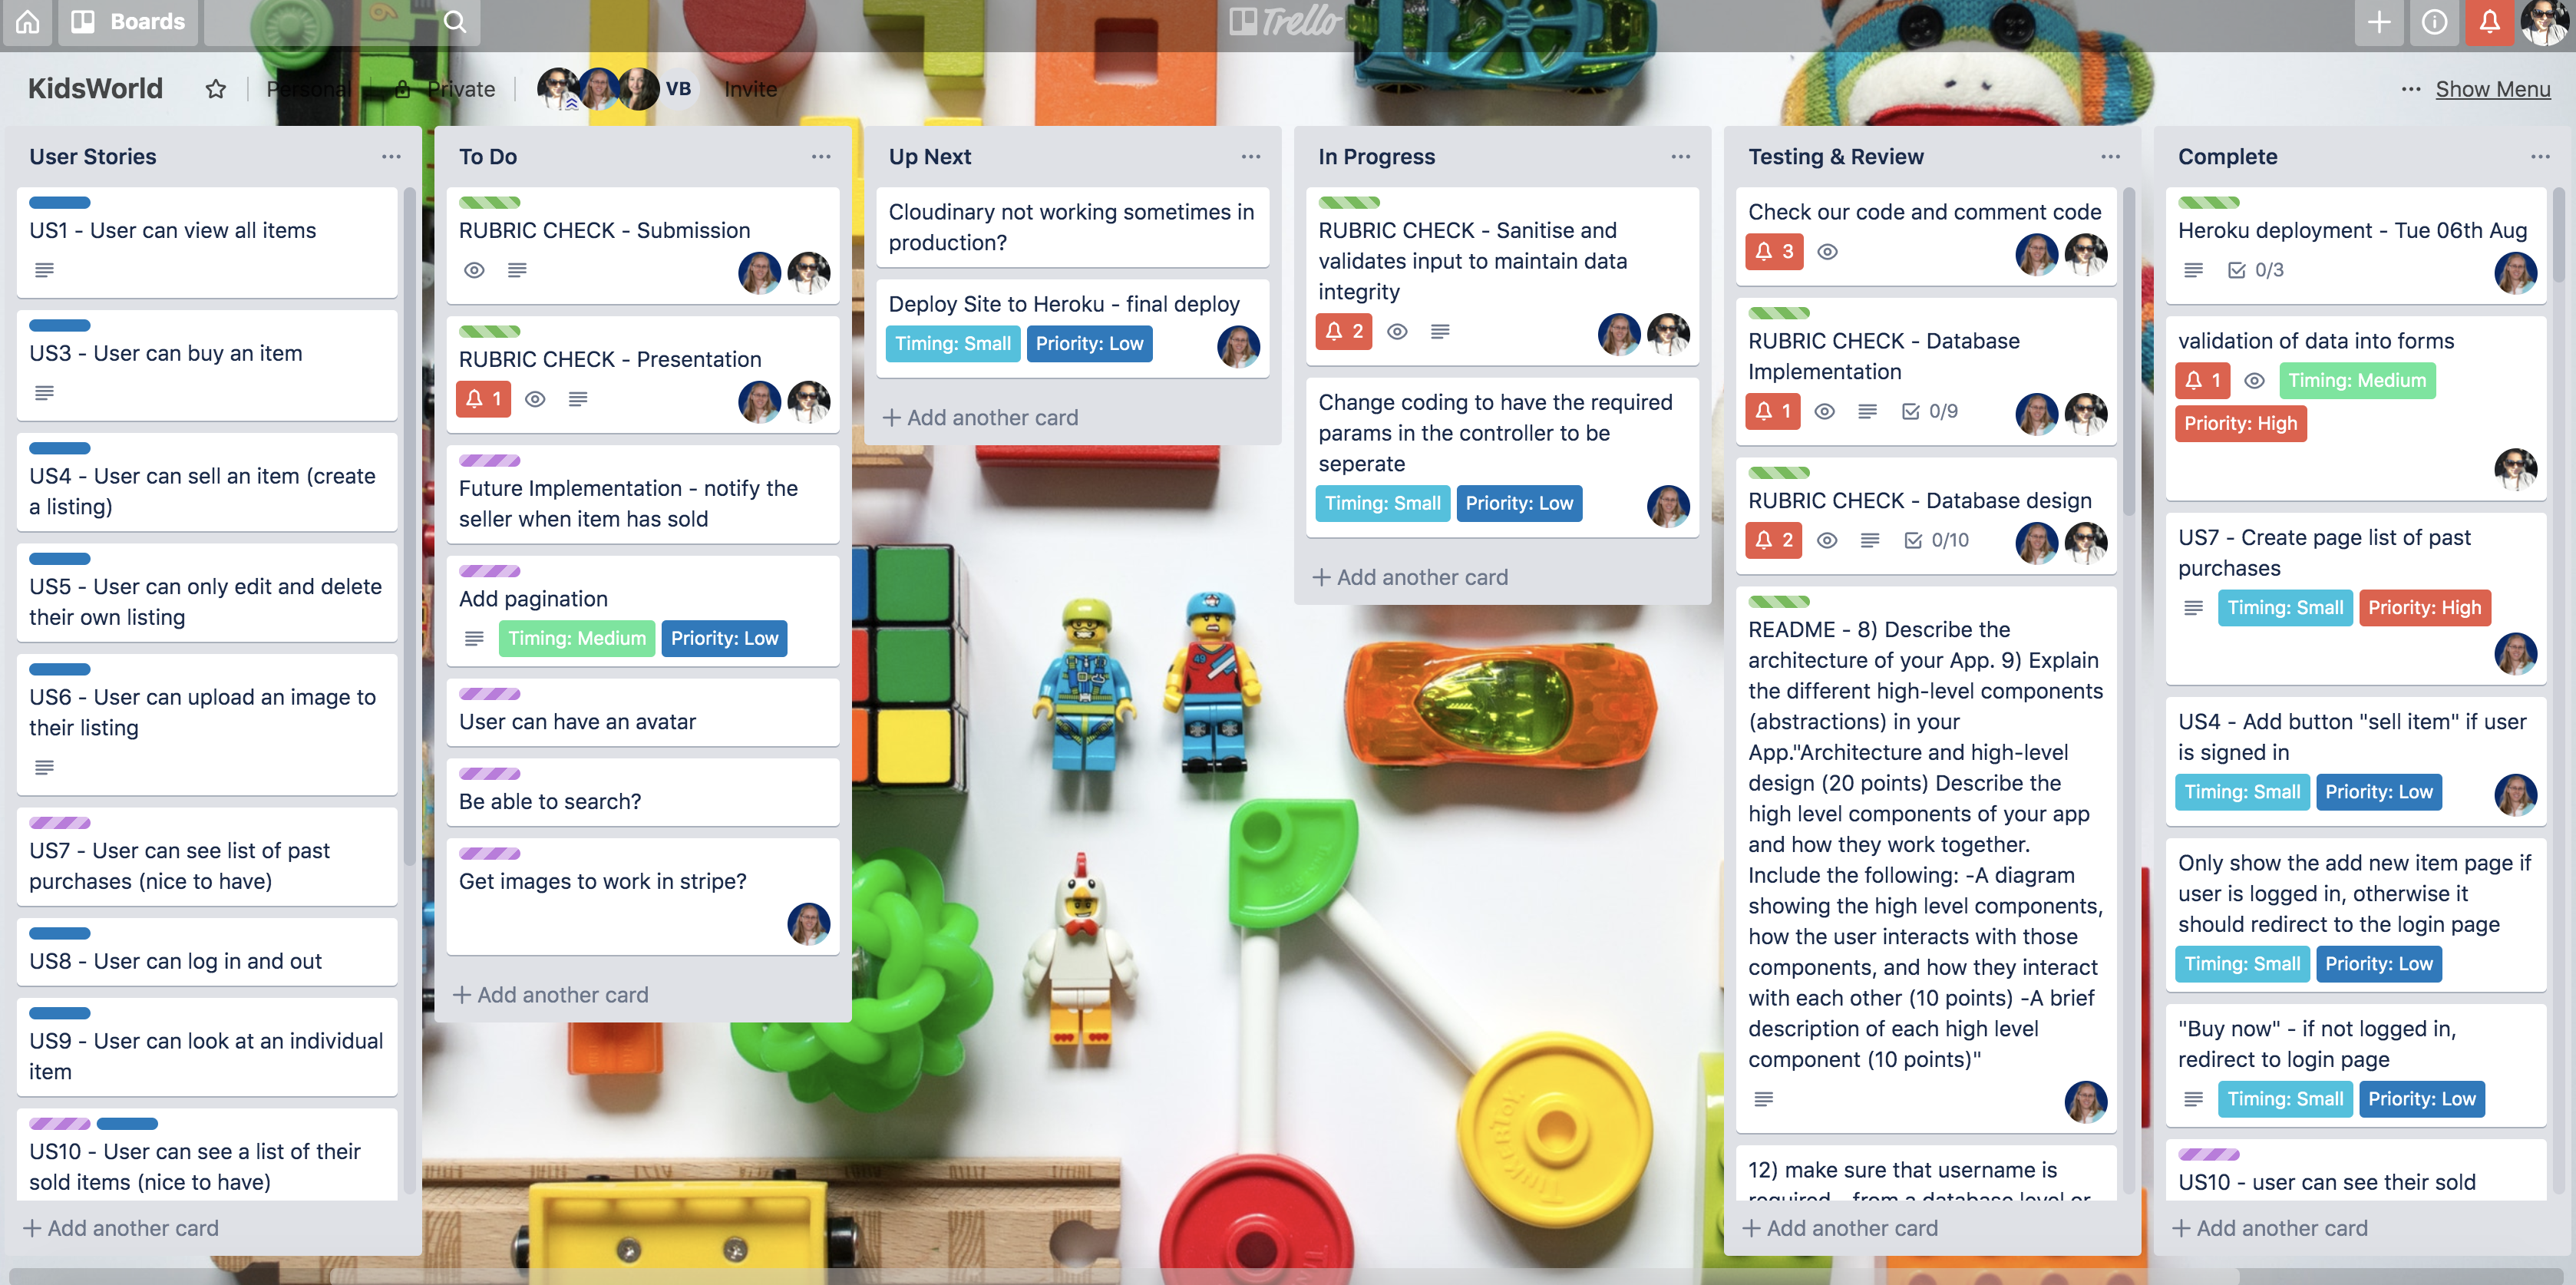 Boards
Trello
KidsWorld
Personal
Private
VB
Invite
... Show Menu
User Stories
US1 - User can view all items
US3 - User can buy an item
US4 - User can sell an item (create
a listing)
US5 - User can only edit and delete
their own listing
US6 - User can upload an image to
their listing
US7 - User can see list of past
purchases (nice to have)
US8 - User can log in and out
US9 - User can look at an individual
item
US10 - User can see a list of their
sold items (nice to have)
+ Add another card
To Do
RUBRIC CHECK - Submission
RUBRIC CHECK - Presentation
1
Future Implementation - notify the
seller when item has sold
Add pagination
Timing: Medium Priority: Low
User can have an avatar
Be able to search?
Get images to work in stripe?
+ Add another card
Up Next
Cloudinary not working sometimes in
production?
Deploy Site to Heroku - final deploy
Timing: Small Priority: Low
+ Add another card
In Progress
RUBRIC CHECK - Sanitise and
validates input to maintain data
integrity
2
Change coding to have the required
params in the controller to be
seperate
Timing: Small Priority: Low
+ Add another card
Testing & Review
Check our code and comment code
3
RUBRIC CHECK - Database
Implementation
1 0/9
RUBRIC CHECK - Database design
2 0/10
README - 8) Describe the
architecture of your App. 9) Explain
the different high-level components
(abstractions) in your
App."Architecture and high-level
design (20 points) Describe the
high level components of your app
and how they work together.
Include the following: -A diagram
showing the high level components,
how the user interacts with those
components, and how they interact
with each other (10 points) -A brief
description of each high level
component (10 points)"
12) make sure that username is
required - from a database level or
+ Add another card
Complete
Heroku deployment - Tue 06th Aug
0/3
validation of data into forms
1 Timing: Medium
Priority: High
US7 - Create page list of past
purchases
Timing: Small Priority: High
US4 - Add button "sell item" if user
is signed in
Timing: Small Priority: Low
Only show the add new item page if
user is logged in, otherwise it
should redirect to the login page
Timing: Small Priority: Low
"Buy now" - if not logged in,
redirect to login page
Timing: Small Priority: Low
US10 - user can see their sold
+ Add another card